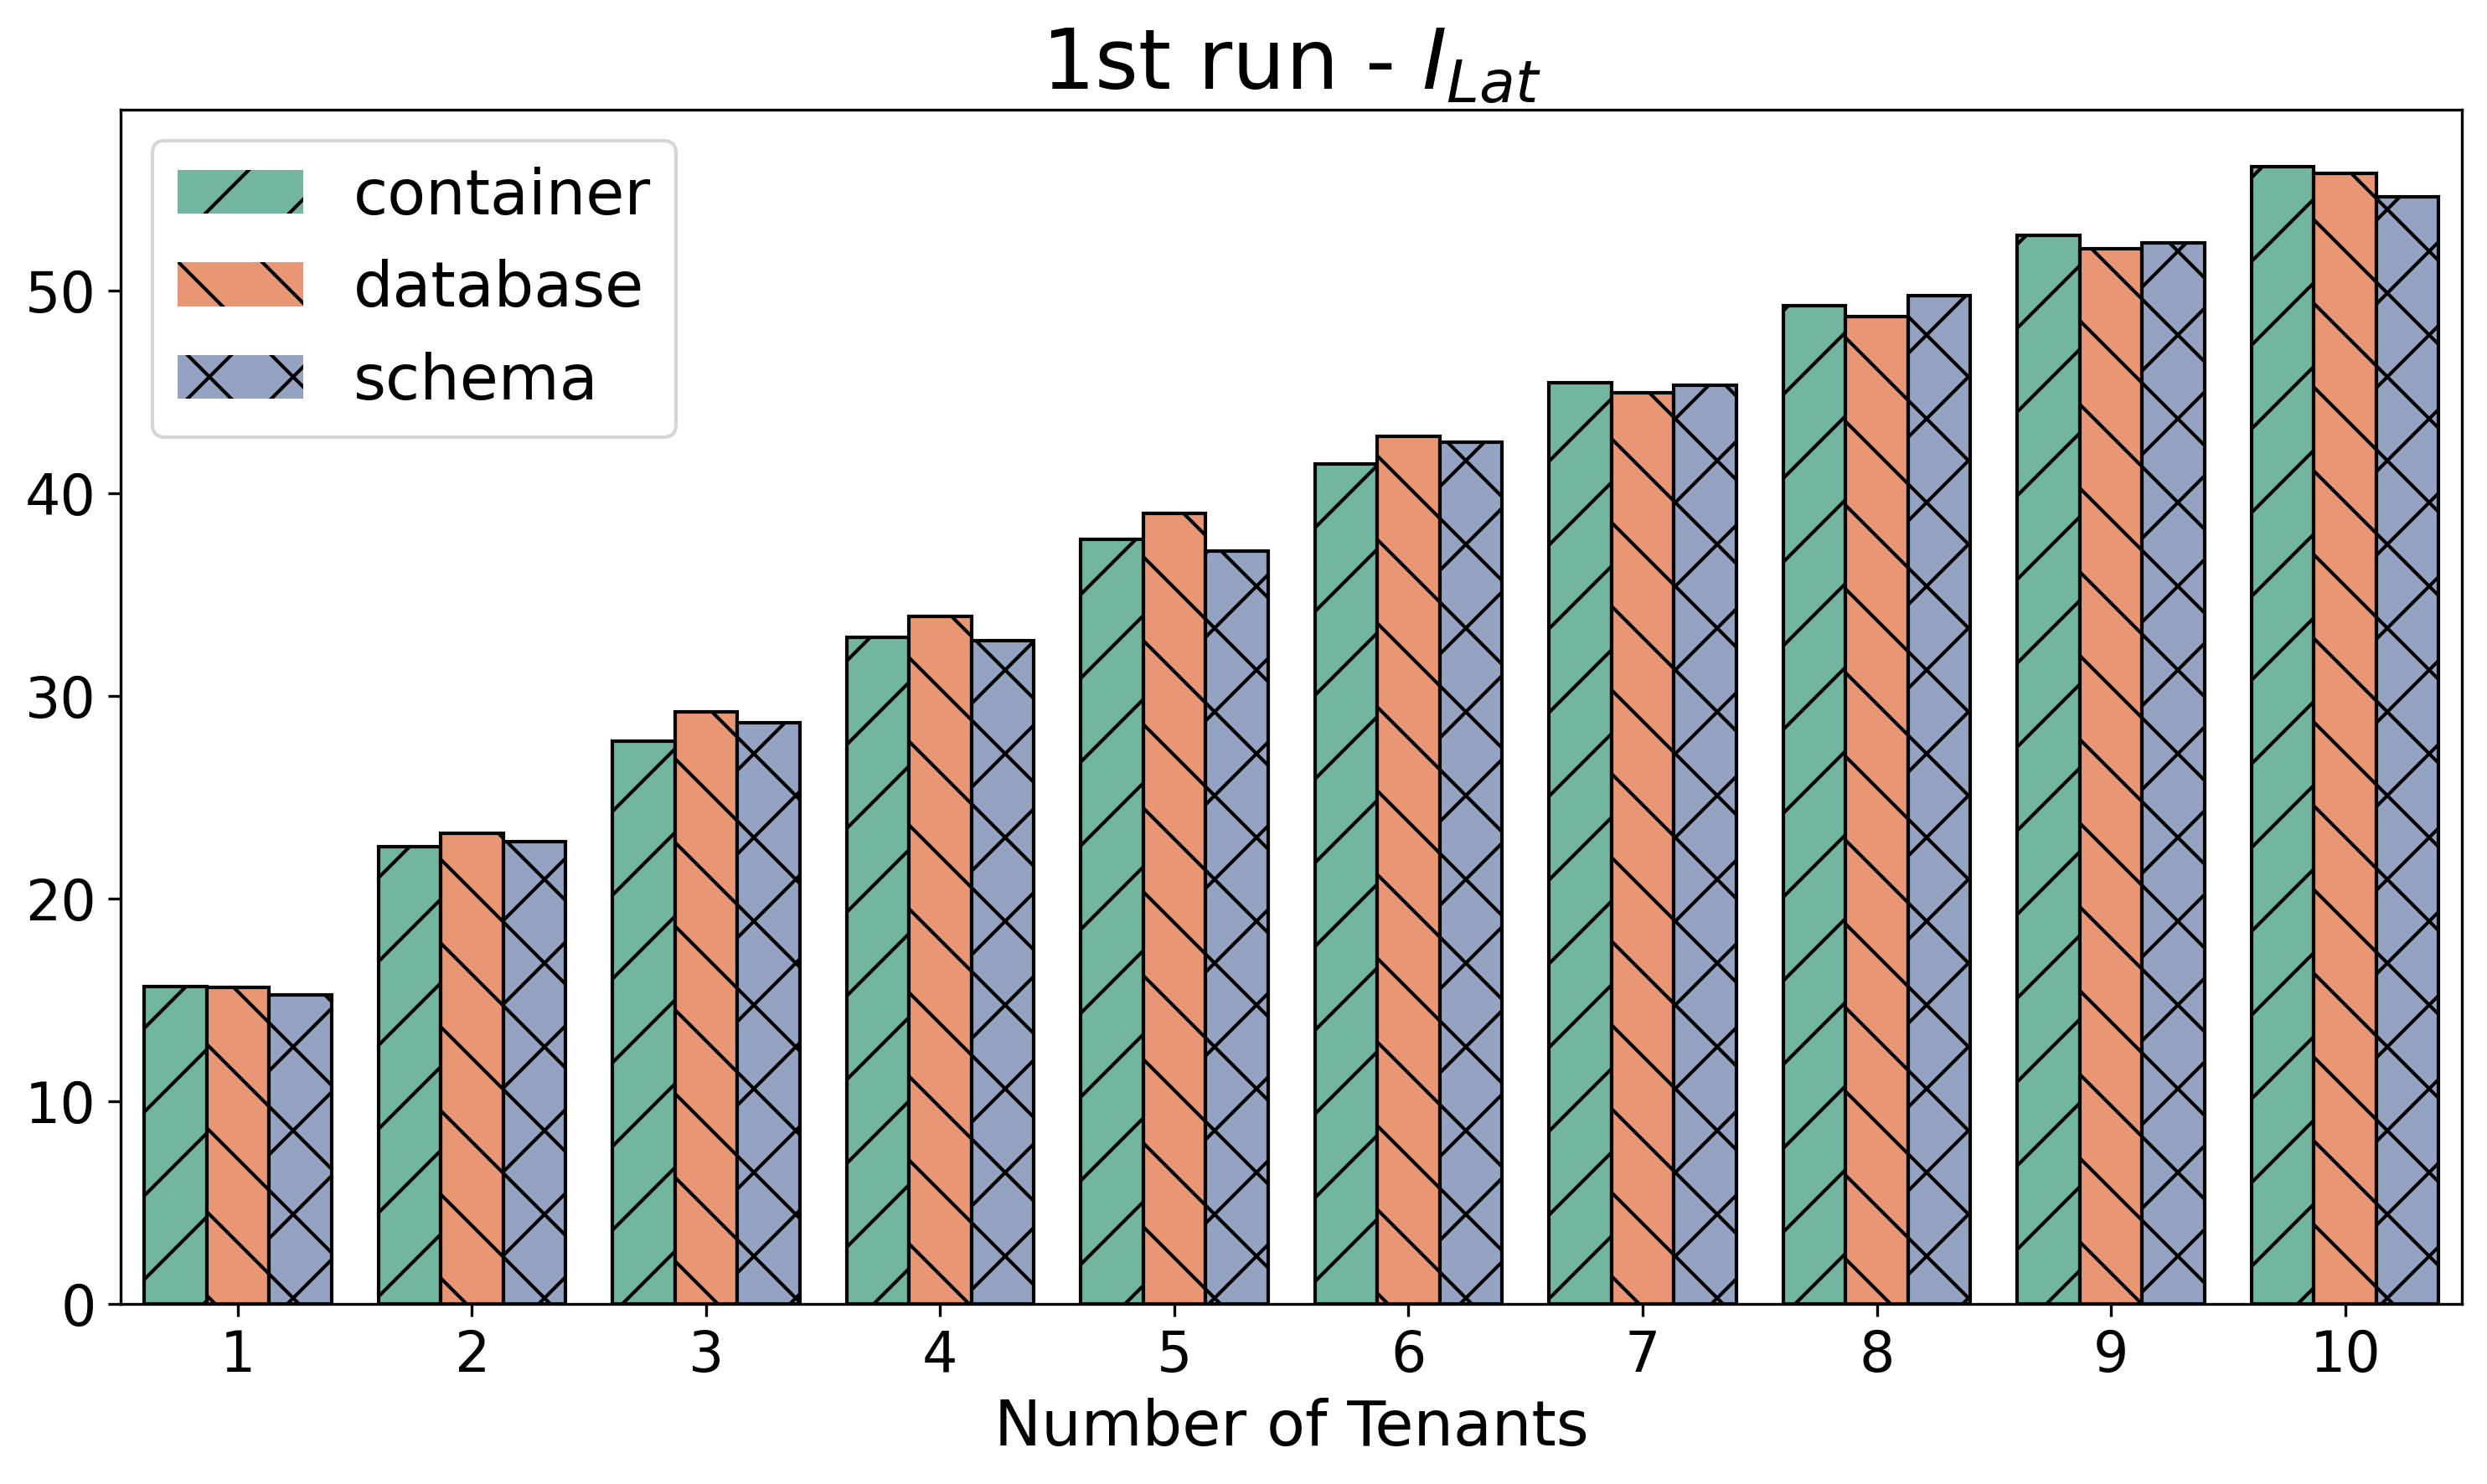 1st run - I_Lat
container
database
schema
50
40
30
20
10
0
1 2 3 4 5 6 7 8 9 10
Number of Tenants